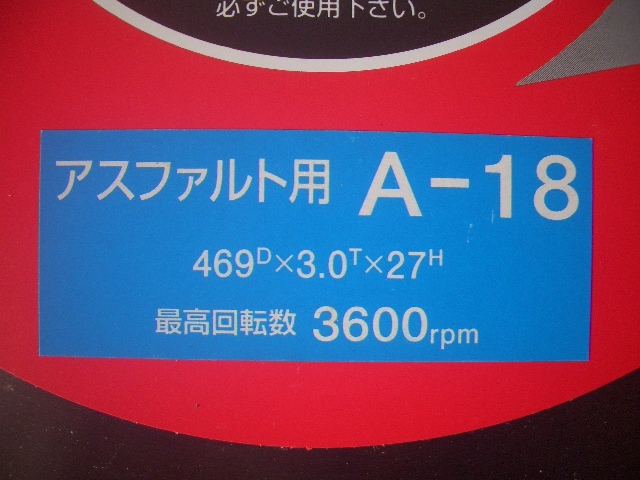 必ずご使用下さい。
アスファルト用 A-18
469ᴰ×3.0ᵀ×27ᴴ
最高回転数 3600rpm